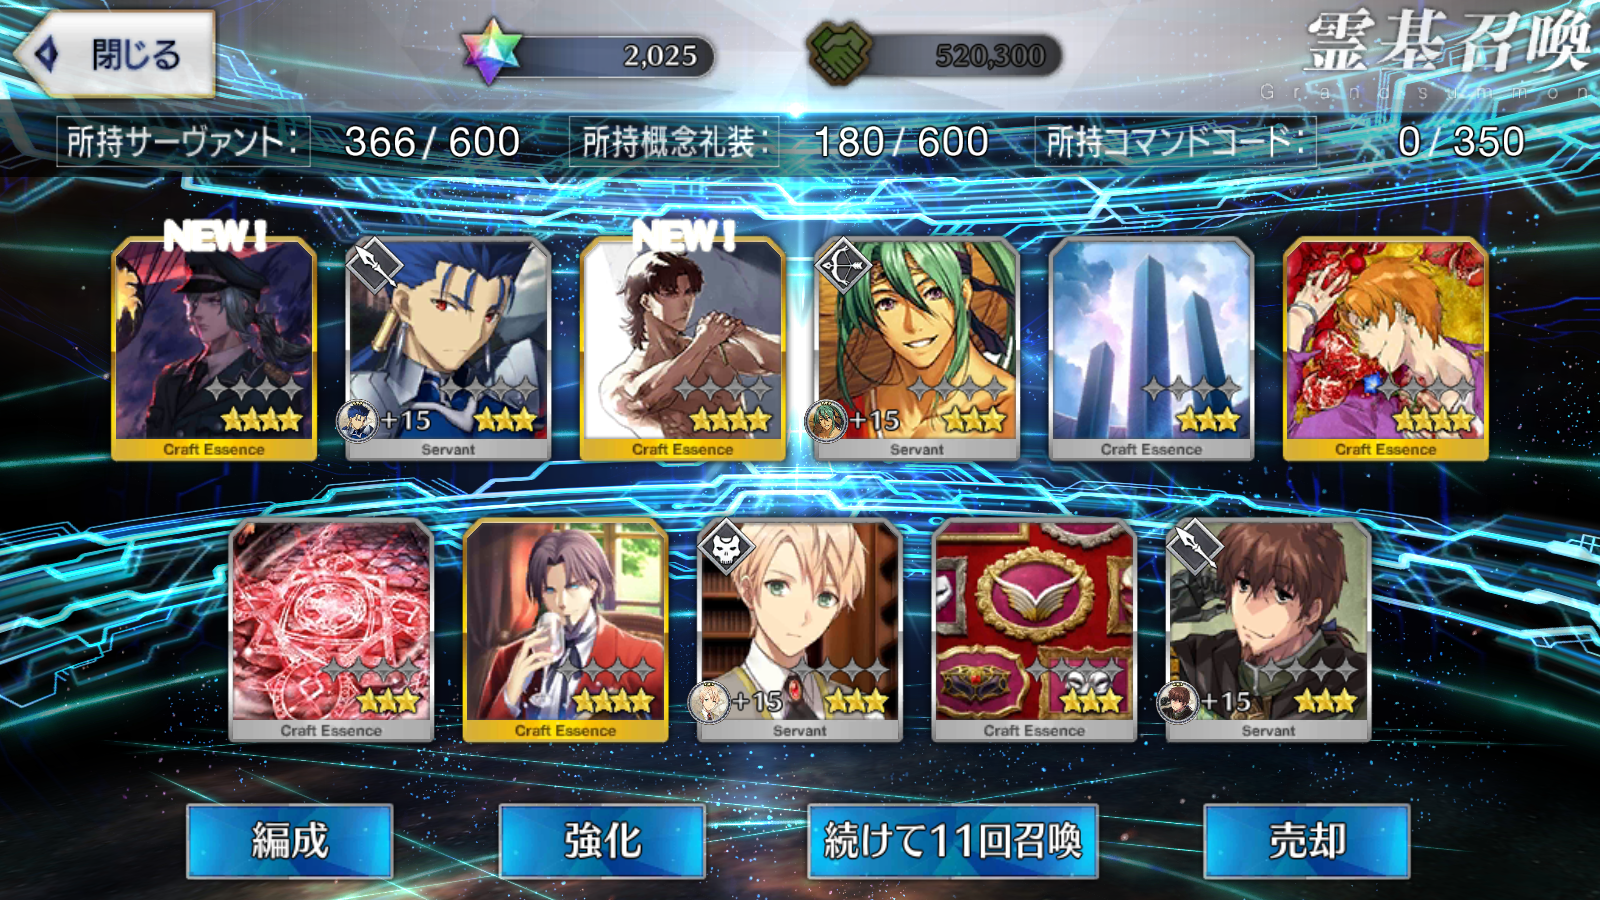 閉じる
2,025
520,300
霊基召喚
Grand summon
所持サーヴァント: 366 / 600
所持概念礼装: 180 / 600
所持コマンドコード: 0 / 350
NEW!
NEW!
+15
+15
Craft Essence
Servant
Craft Essence
Servant
Craft Essence
Craft Essence
+15
+15
Craft Essence
Craft Essence
Servant
Craft Essence
Servant
編成
強化
続けて11回召喚
売却